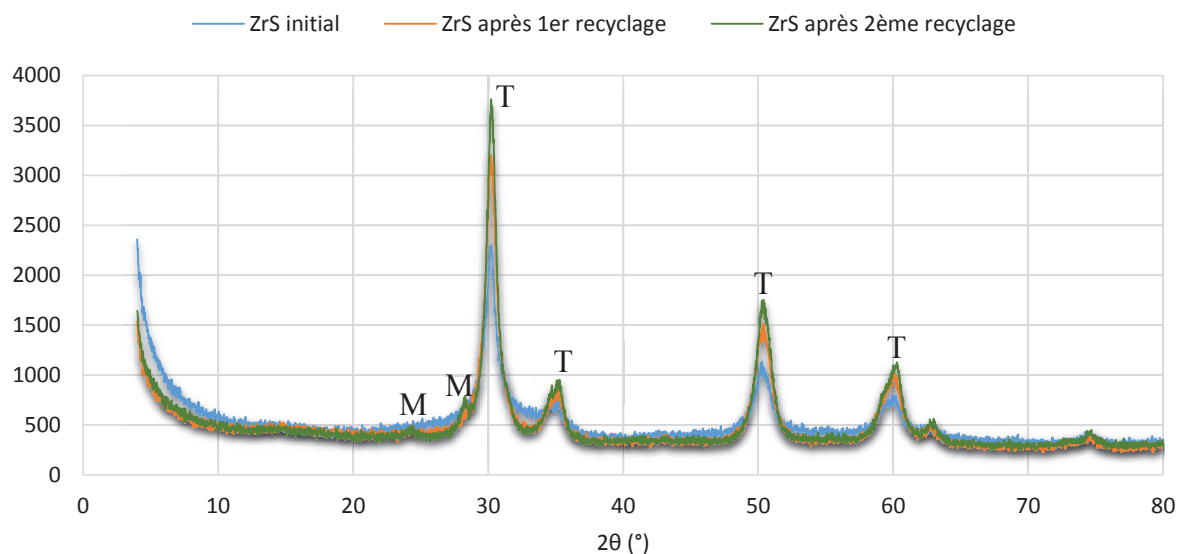 ZrS initial ZrS après 1er recyclage ZrS après 2ème recyclage
4000
T
3500
3000
2500
2000
T
1500
T
T
1000
M
M
500
0
0 10 20 30 40 50 60 70 80
2θ (°)